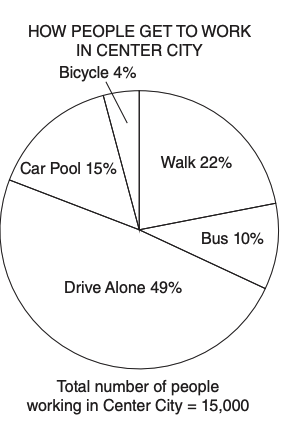 HOW PEOPLE GET TO WORK
IN CENTER CITY
Bicycle 4%
Walk 22%
Car Pool 15%
Bus 10%
Drive Alone 49%
Total number of people
working in Center City = 15,000